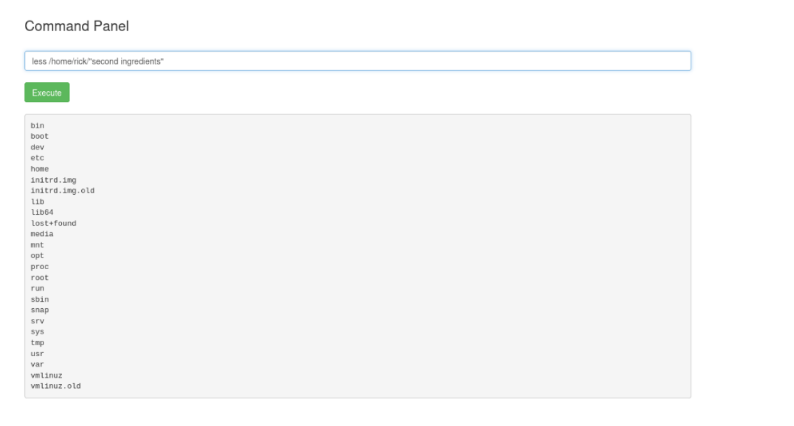 Command Panel
less /home/rick/"second ingredients"
Execute
bin
boot
dev
etc
home
initrd.img
initrd.img.old
lib
lib64
lost+found
media
mnt
opt
proc
root
run
sbin
snap
srv
sys
tmp
usr
var
vmlinuz
vmlinuz.old